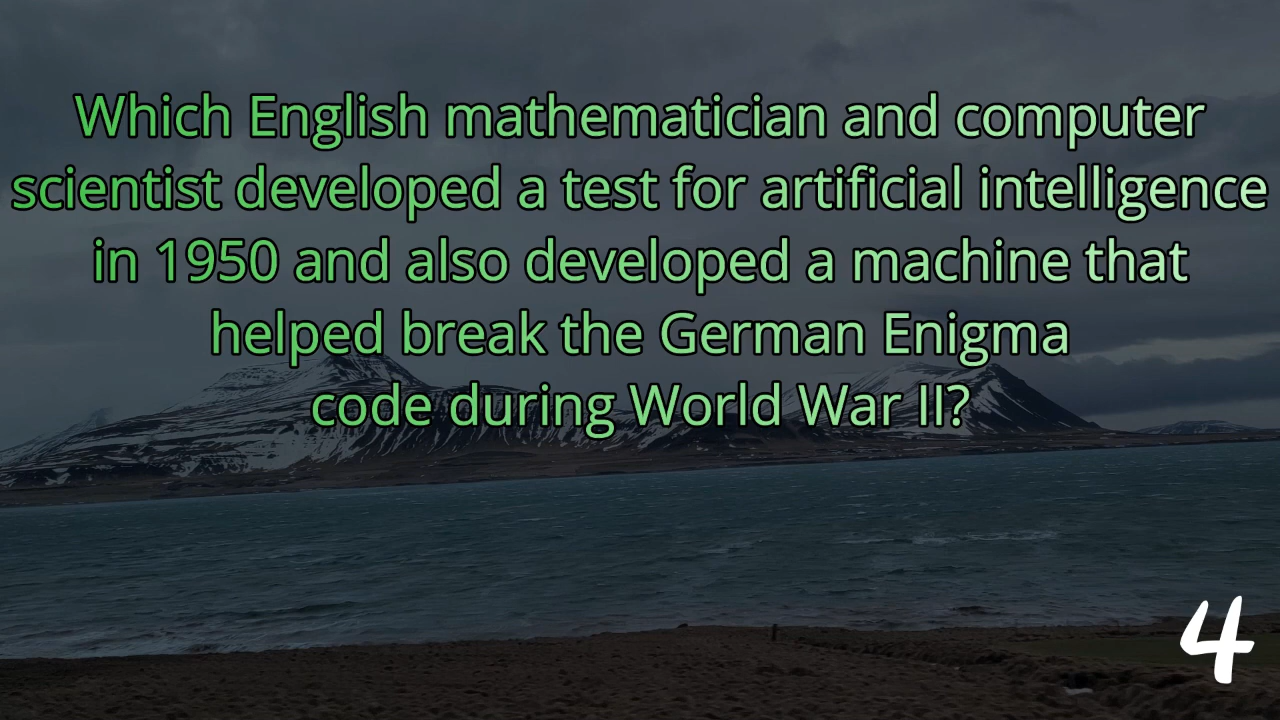 Which English mathematician and computer
scientist developed a test for artificial intelligence
in 1950 and also developed a machine that
helped break the German Enigma
code during World War II?
4